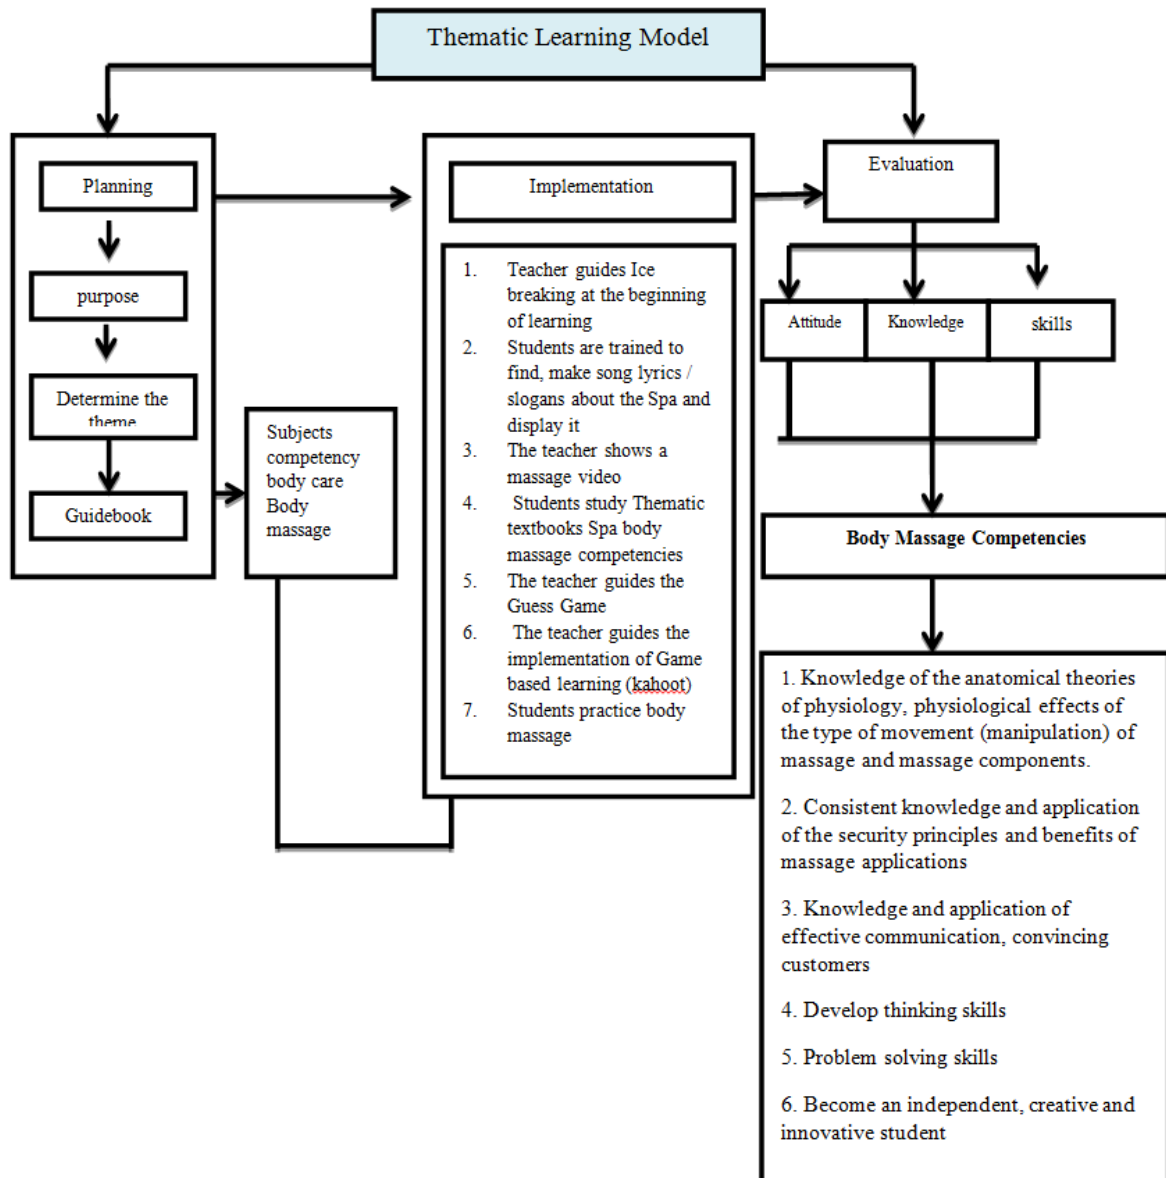 Thematic Learning Model
Planning
purpose
Determine the
theme
Guidebook
Subjects
competency
body care
Body
massage
Implementation
1. Teacher guides Ice
breaking at the beginning
of learning
2. Students are trained to
find, make song lyrics /
slogans about the Spa and
display it
3. The teacher shows a
massage video
4. Students study Thematic
textbooks Spa body
massage competencies
5. The teacher guides the
Guess Game
6. The teacher guides the
implementation of Game
based learning (kahoot)
7. Students practice body
massage
Evaluation
Attitude
Knowledge
skills
Body Massage Competencies
1. Knowledge of the anatomical theories
of physiology, physiological effects of
the type of movement (manipulation) of
massage and massage components.
2. Consistent knowledge and application
of the security principles and benefits of
massage applications
3. Knowledge and application of
effective communication, convincing
customers
4. Develop thinking skills
5. Problem solving skills
6. Become an independent, creative and
innovative student